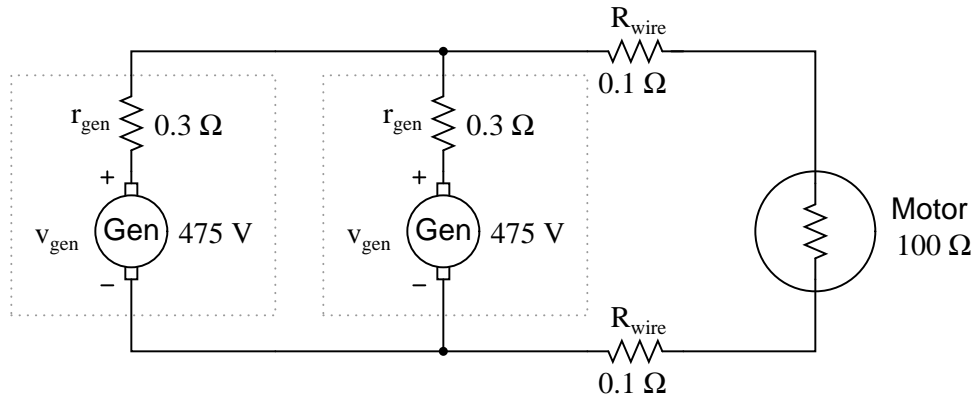 R_wire
0.1 Ω
r_gen 0.3 Ω
r_gen 0.3 Ω
+
+
v_gen Gen 475 V
v_gen Gen 475 V
Motor
100 Ω
−
−
R_wire
0.1 Ω